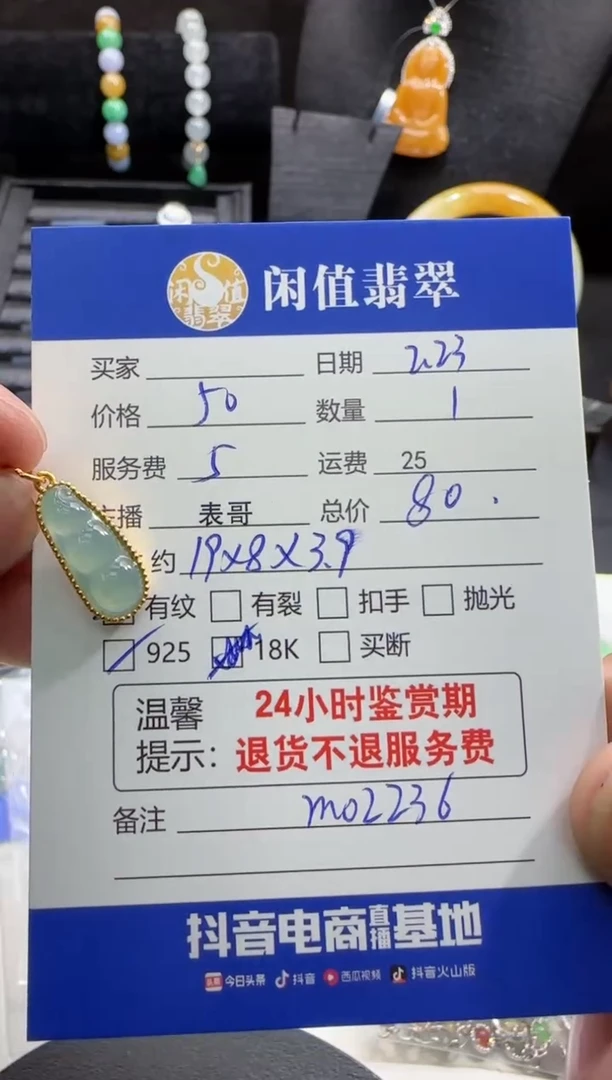 闲值翡翠
闲值翡翠
买家 日期 2.23
价格 50 数量 1
服务费 5 运费 25
主播 表哥 总价 80.
约 19x8x3.9
有纹 有裂 扣手 抛光
925 18K 买断
温馨 24小时鉴赏期
提示: 退货不退服务费
备注 m02236
抖音电商直播基地
头条 今日头条 抖音 西瓜视频 抖音火山版